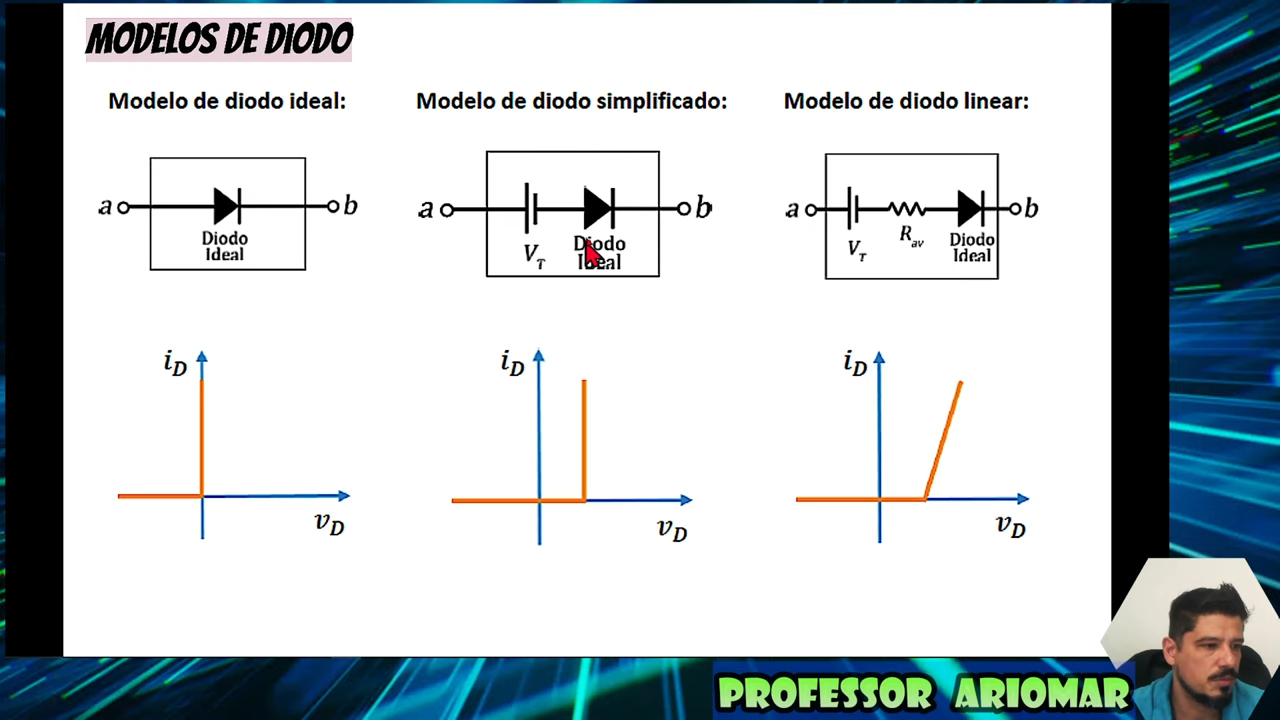 MODELOS DE DIODO
Modelo de diodo ideal:
Modelo de diodo simplificado:
Modelo de diodo linear:
a
b
Diodo
Ideal
a
b
V_T
Diodo
Ideal
a
b
V_T
R_av
Diodo
Ideal
i_D
v_D
i_D
v_D
i_D
v_D
PROFESSOR ARIOMAR